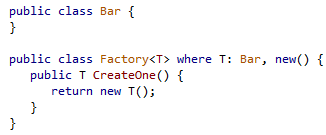 public class Bar {
}
public class Factory<T> where T: Bar, new() {
public T CreateOne() {
return new T();
}
}